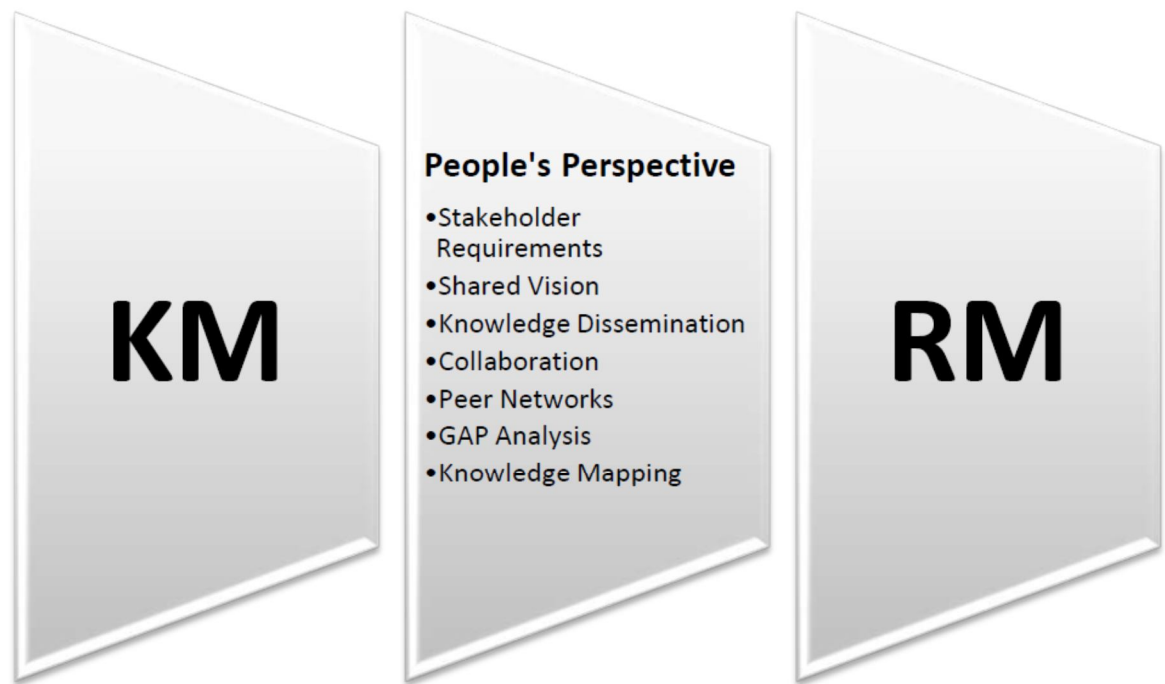 KM
People's Perspective
•Stakeholder
Requirements
•Shared Vision
•Knowledge Dissemination
•Collaboration
•Peer Networks
•GAP Analysis
•Knowledge Mapping
RM